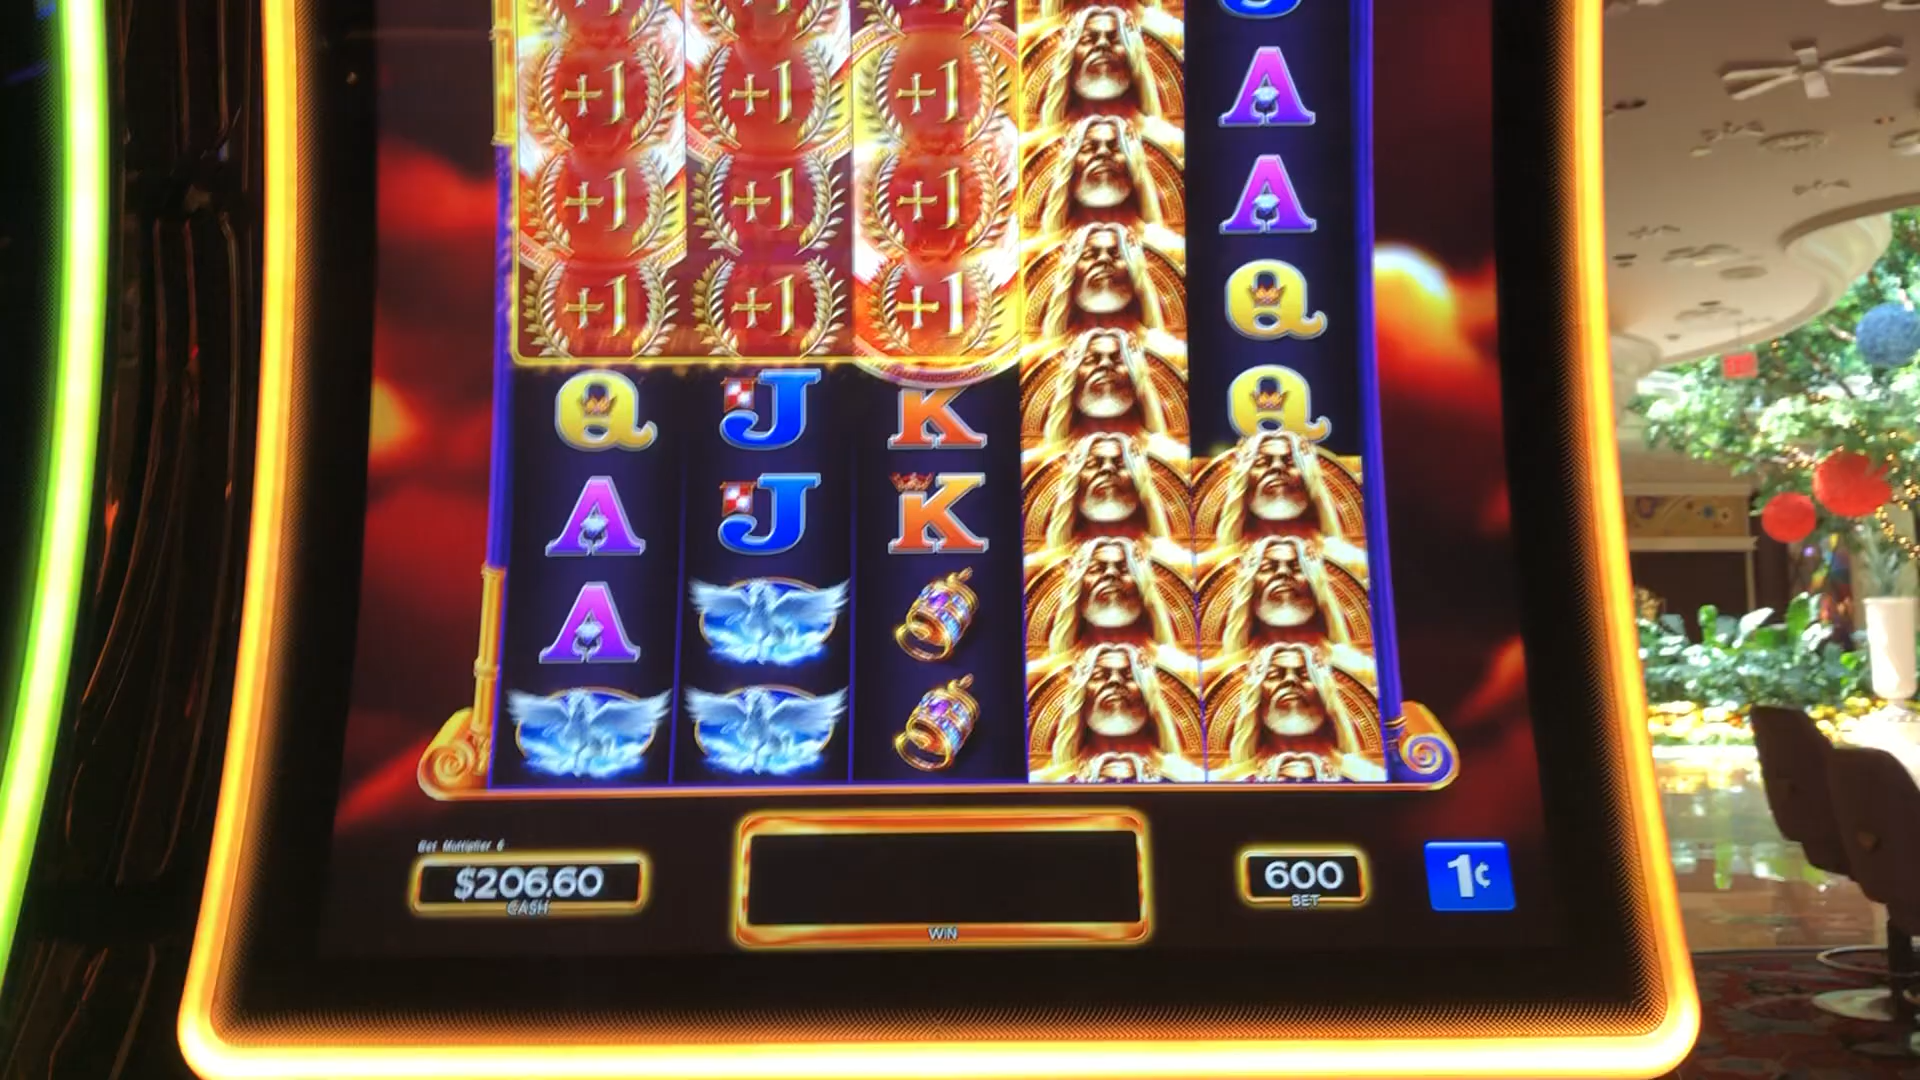 +1 +1 +1
A
+1 +1 +1
A
+1 +1 +1
Q
Q J K Q
A J K
A
Bet Multiplier 6
$206.60
CASH
WIN
600
BET
1¢